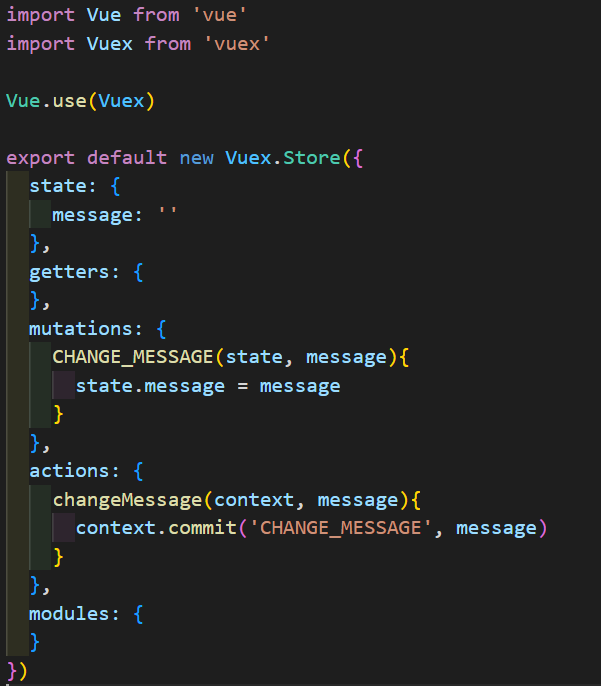 import Vue from 'vue'
import Vuex from 'vuex'
Vue.use(Vuex)
export default new Vuex.Store({
  state: {
    message: ''
  },
  getters: {
  },
  mutations: {
    CHANGE_MESSAGE(state, message){
      state.message = message
    }
  },
  actions: {
    changeMessage(context, message){
      context.commit('CHANGE_MESSAGE', message)
    }
  },
  modules: {
  }
})